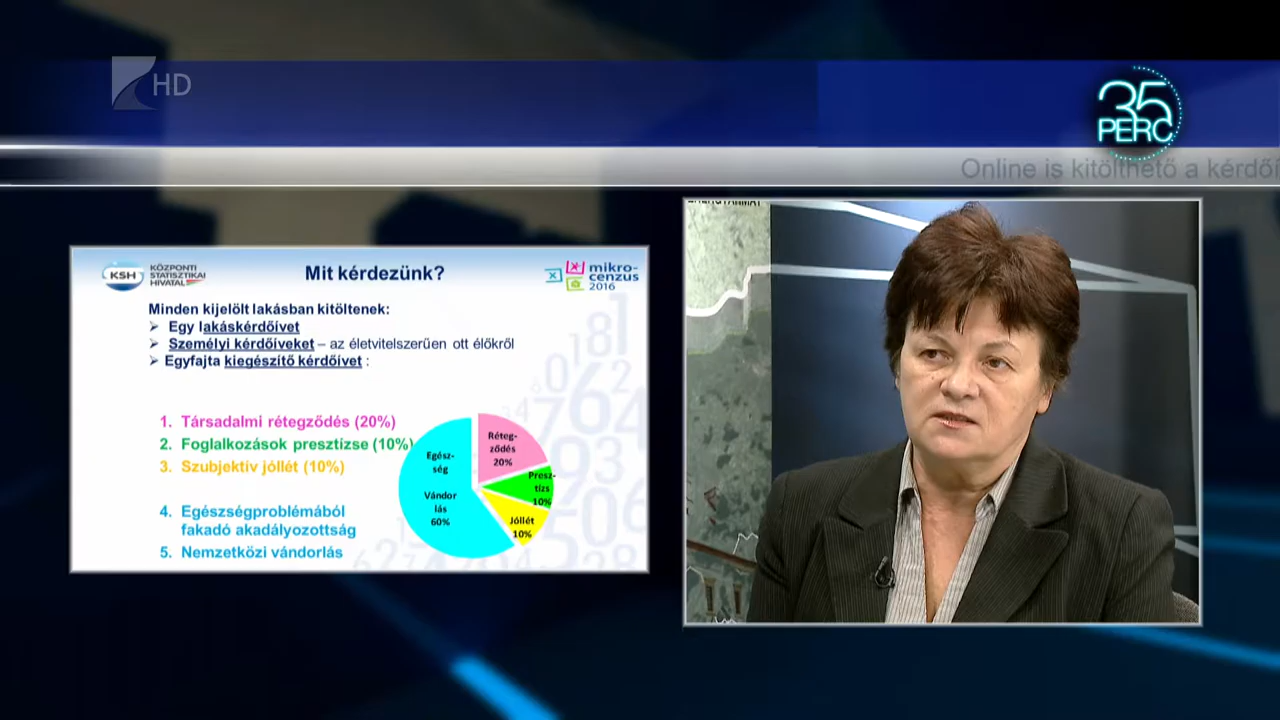 HD
35
PERC
Online is kitölthető a kérdői
KSH
KÖZPONTI
STATISZTIKAI
HIVATAL
Mit kérdezünk?
mikro-
cenzus
2016
Minden kijelölt lakásban kitöltenek:
➢ Egy lakáskérdőívet
➢ Személyi kérdőíveket – az életvitelszerűen ott élőkről
➢ Egyfajta kiegészítő kérdőívet :
1. Társadalmi rétegződés (20%)
2. Foglalkozások presztízse (10%)
3. Szubjektív jóllét (10%)
4. Egészségproblémából
fakadó akadályozottság
5. Nemzetközi vándorlás
Egész-
ség
Vándor
lás
60%
Réteg-
ződés
20%
Presz-
tízs
10%
Jóllét
10%